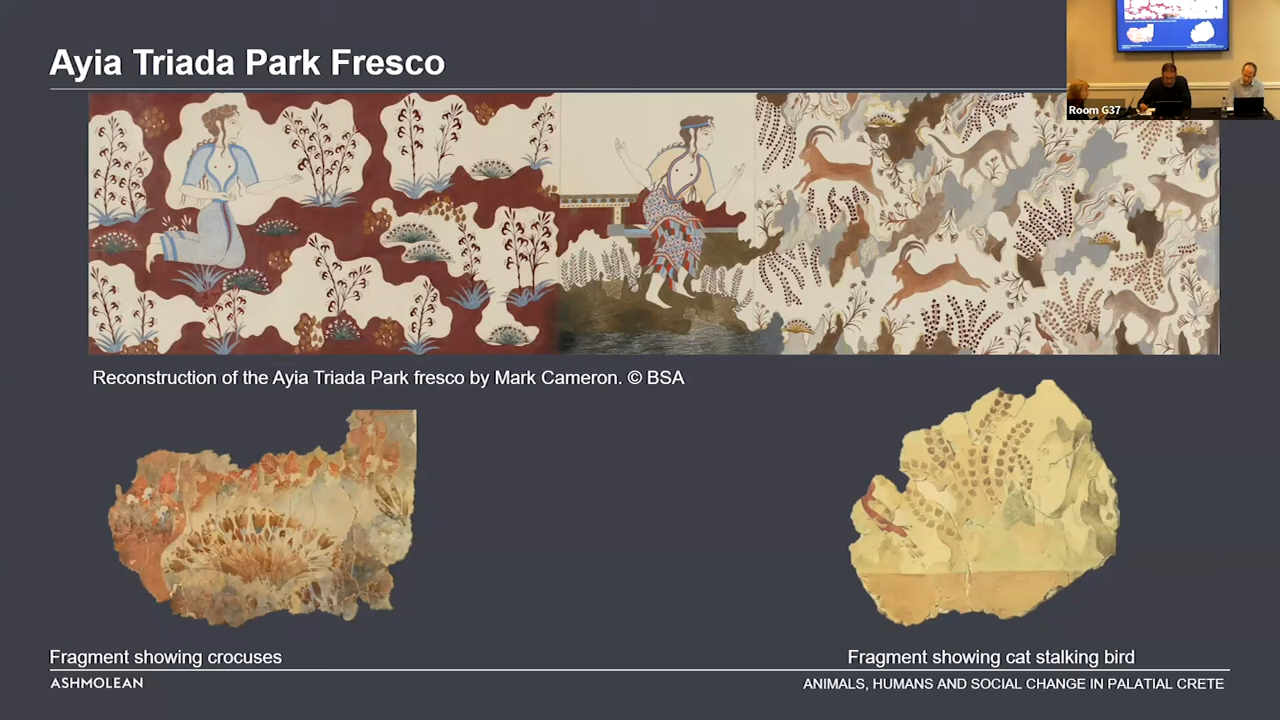 Ayia Triada Park Fresco
Room G37
Reconstruction of the Ayia Triada Park fresco by Mark Cameron. © BSA
Fragment showing crocuses
Fragment showing cat stalking bird
ASHMOLEAN
ANIMALS, HUMANS AND SOCIAL CHANGE IN PALATIAL CRETE